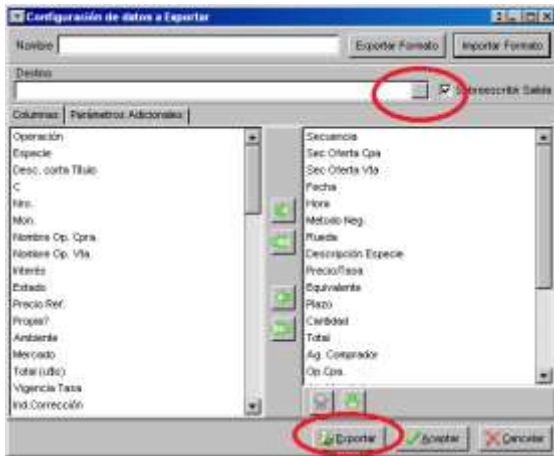 Configuración de datos a Exportar
Nombre
Exportar Formato
Importar Formato
Destino
Sobreescribir Salida
Columnas
Parámetros Adicionales
Operación
Especie
Desc. corta Título
C
Nro.
Mon.
Nombre Op. Cpra.
Nombre Op. Vta.
Interés
Estado
Precio Ref.
Propia?
Ambiente
Mercado
Total (u$s)
Vigencia Tasa
Ind.Corrección
Secuencia
Sec Oferta Cpa
Sec Oferta Vta
Fecha
Hora
Metodo Neg.
Rueda
Descripción Especie
Precio/Tasa
Equivalente
Plazo
Cantidad
Total
Ag. Comprador
Op.Cpra.
Exportar
Aceptar
Cancelar